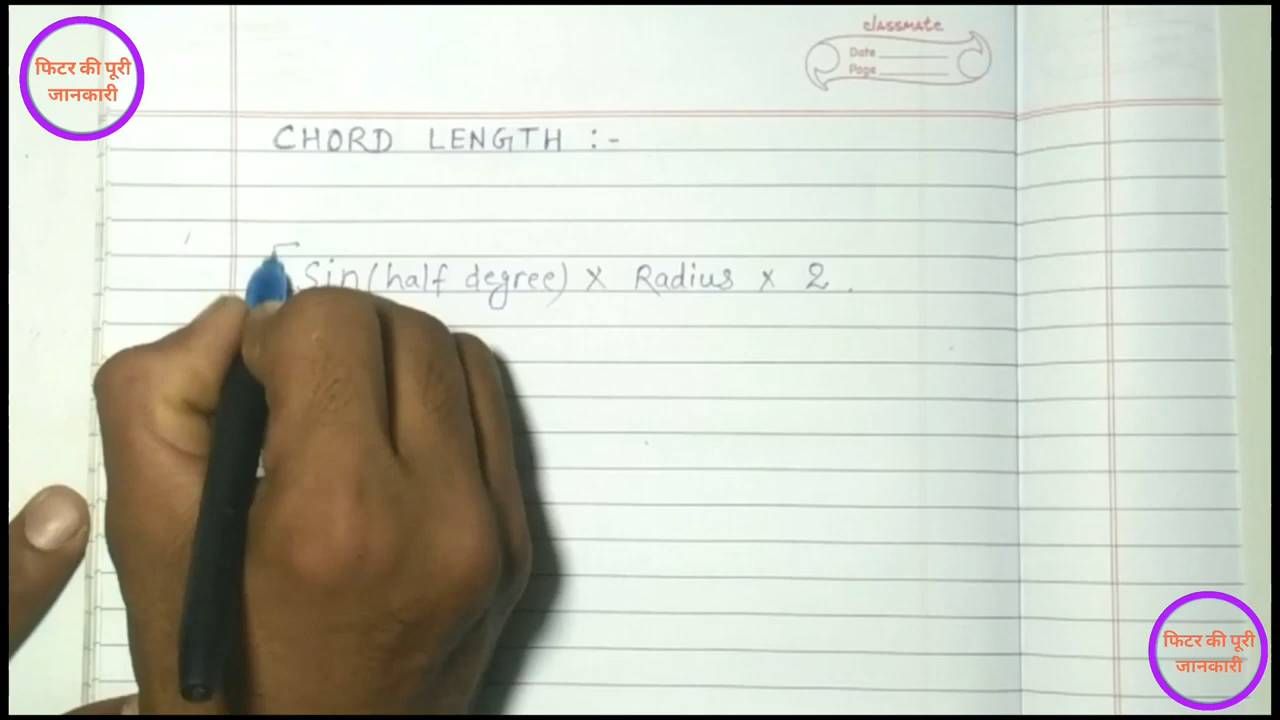 फिटर की पूरी
जानकारी
classmate
Date
Page
CHORD LENGTH :-
Sin (half degree) X Radius x 2 .
फिटर की पूरी
जानकारी